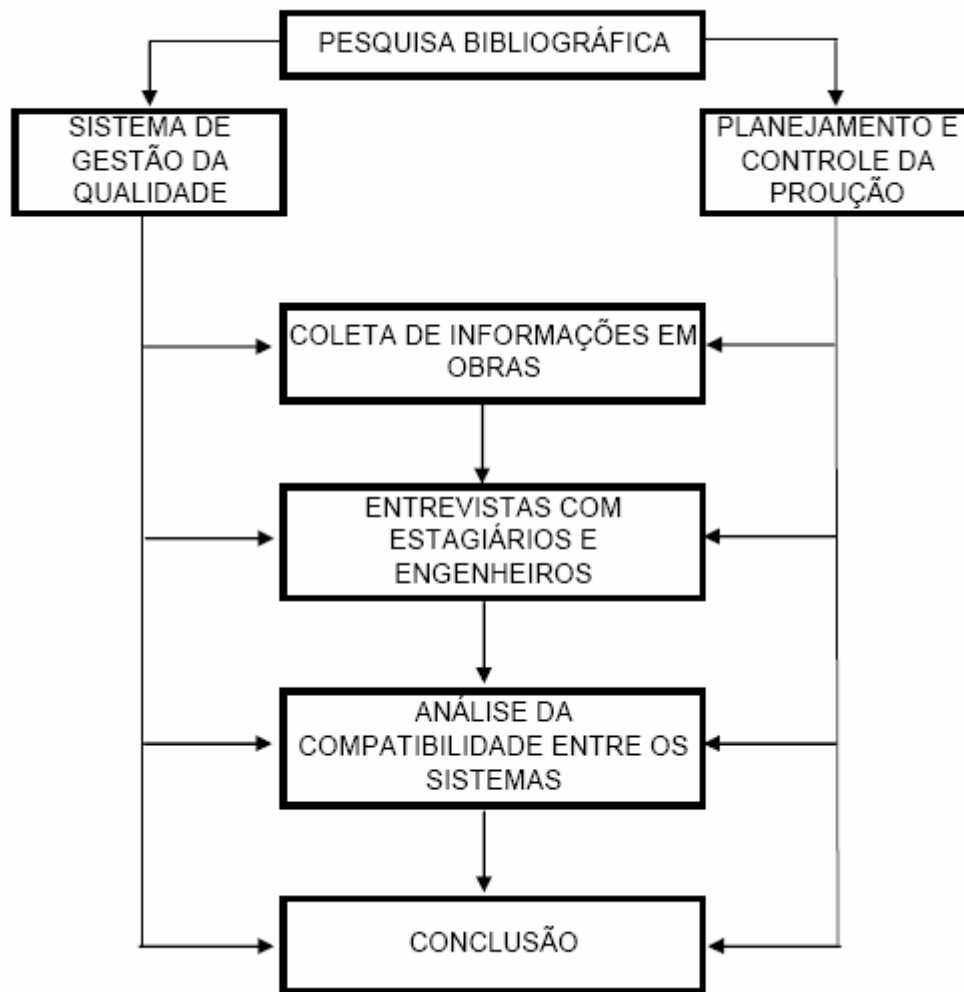 PESQUISA BIBLIOGRÁFICA
SISTEMA DE
GESTÃO DA
QUALIDADE
PLANEJAMENTO E
CONTROLE DA
PROUÇÃO
COLETA DE INFORMAÇÕES EM
OBRAS
ENTREVISTAS COM
ESTAGIÁRIOS E
ENGENHEIROS
ANÁLISE DA
COMPATIBILIDADE ENTRE OS
SISTEMAS
CONCLUSÃO